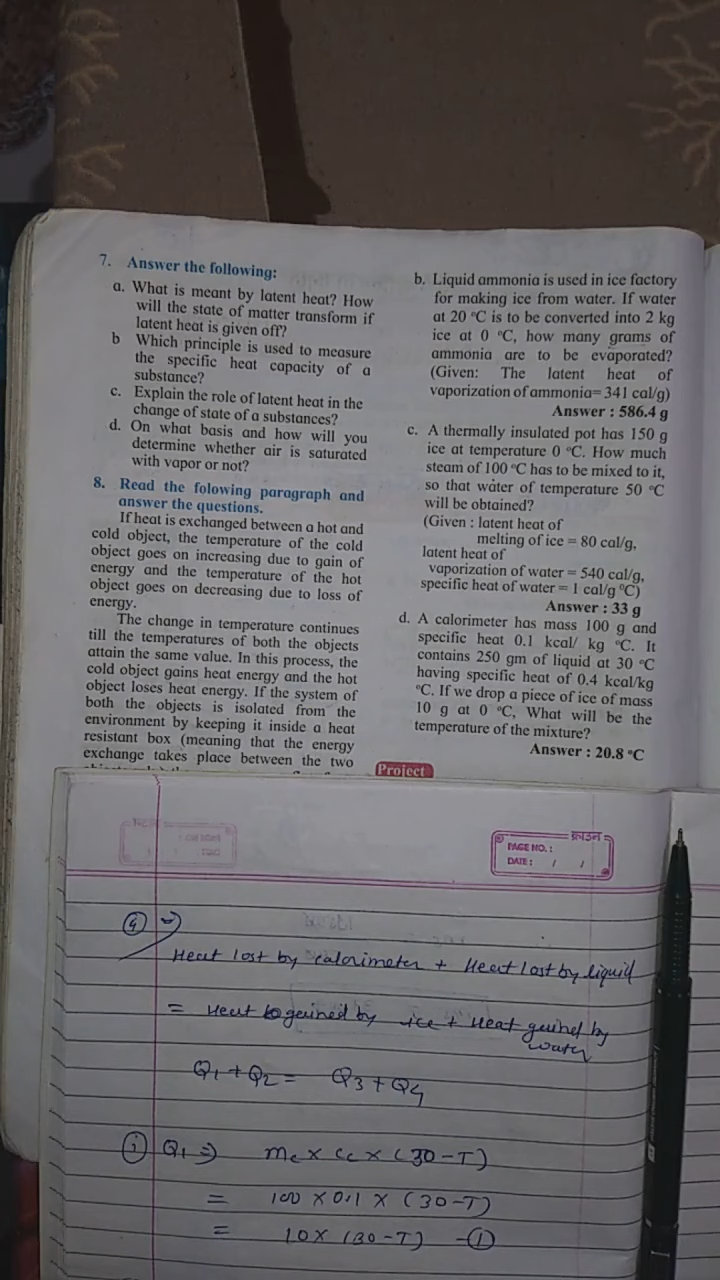 7. Answer the following:
a. What is meant by latent heat? How
will the state of matter transform if
latent heat is given off?
b Which principle is used to measure
the specific heat capacity of a
substance?
c. Explain the role of latent heat in the
change of state of a substances?
d. On what basis and how will you
determine whether air is saturated
with vapor or not?
8. Read the folowing paragraph and
answer the questions.
If heat is exchanged between a hot and
cold object, the temperature of the cold
object goes on increasing due to gain of
energy and the temperature of the hot
object goes on decreasing due to loss of
energy.
The change in temperature continues
till the temperatures of both the objects
attain the same value. In this process, the
cold object gains heat energy and the hot
object loses heat energy. If the system of
both the objects is isolated from the
environment by keeping it inside a heat
resistant box (meaning that the energy
exchange takes place between the two
b. Liquid ammonia is used in ice factory
for making ice from water. If water
at 20 °C is to be converted into 2 kg
ice at 0 °C, how many grams of
ammonia are to be evaporated?
(Given: The latent heat of
vaporization of ammonia= 341 cal/g)
Answer : 586.4 g
c. A thermally insulated pot has 150 g
ice at temperature 0 °C. How much
steam of 100 °C has to be mixed to it,
so that water of temperature 50 °C
will be obtained?
(Given : latent heat of
melting of ice = 80 cal/g,
latent heat of
vaporization of water = 540 cal/g,
specific heat of water = 1 cal/g °C)
Answer : 33 g
d. A calorimeter has mass 100 g and
specific heat 0.1 kcal/ kg °C. It
contains 250 gm of liquid at 30 °C
having specific heat of 0.4 kcal/kg
°C. If we drop a piece of ice of mass
10 g at 0 °C, What will be the
temperature of the mixture?
Answer : 20.8 °C
Project
क्राउन
PAGE NO. :
DATE : / /
④ ⇒
Heat lost by calorimeter + Heat lost by liquid
= Heat gained by ice + Heat gained by
water
Q₁ + Q₂ = Q₃ + Q₄
(i) Q₁ ⇒ mc × Cc × (30-T)
= 100 × 0.1 × (30-T)
= 10 × (30-T) -①